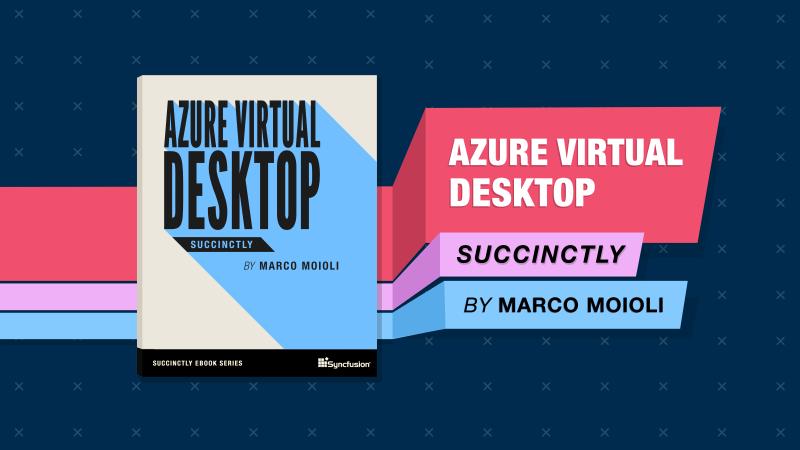 AZURE VIRTUAL
DESKTOP
SUCCINCTLY
BY MARCO MOIOLI
SUCCINCTLY EBOOK SERIES
Syncfusion
AZURE VIRTUAL
DESKTOP
SUCCINCTLY
BY MARCO MOIOLI